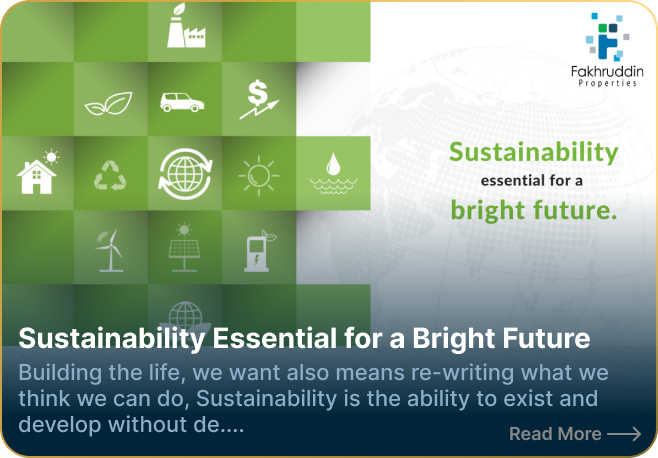 Fakhruddin
Properties
Sustainability
essential for a
bright future.
$
Sustainability Essential for a Bright Future
Building the life, we want also means re-writing what we
think we can do, Sustainability is the ability to exist and
develop without de....
Read More